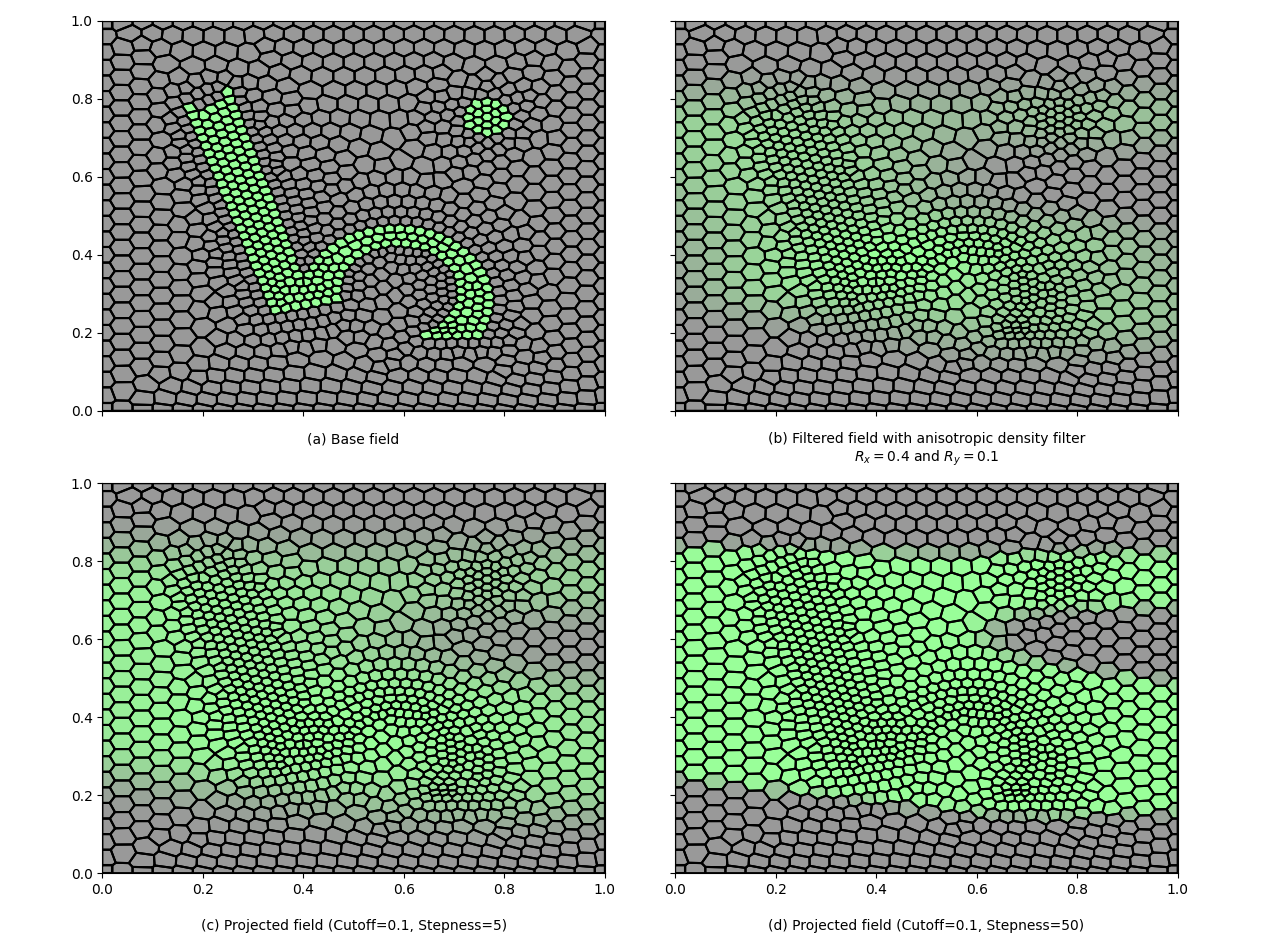 1.0
0.8
0.6
0.4
0.2
0.0
(a) Base field
(b) Filtered field with anisotropic density filter
Rₓ = 0.4 and R_y = 0.1
1.0
0.8
0.6
0.4
0.2
0.0
0.0 0.2 0.4 0.6 0.8 1.0
0.0 0.2 0.4 0.6 0.8 1.0
(c) Projected field (Cutoff=0.1, Stepness=5)
(d) Projected field (Cutoff=0.1, Stepness=50)